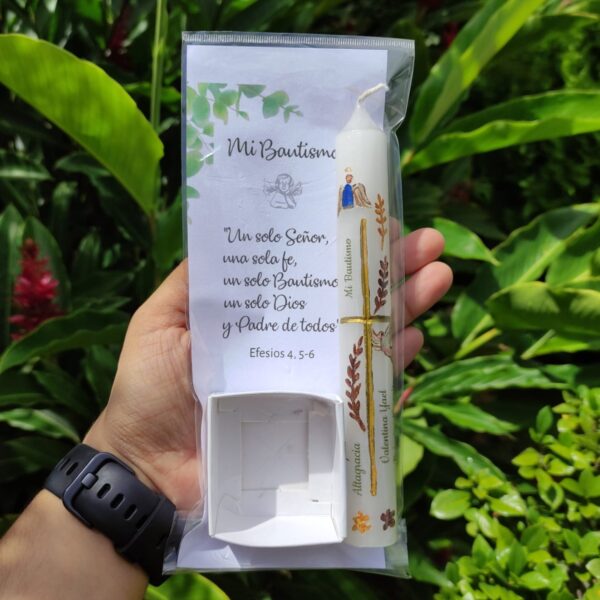 Mi Bautismo
"Un solo Señor,
una sola fe,
un solo Bautismo
un solo Dios
y Padre de todos"
Efesios 4, 5-6
Mi Bautismo
Altagracia
Valentina Yael